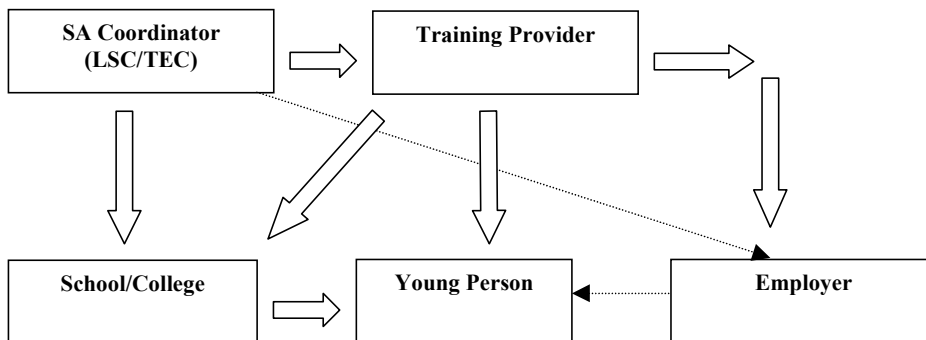 SA Coordinator
(LSC/TEC)
Training Provider
School/College
Young Person
Employer